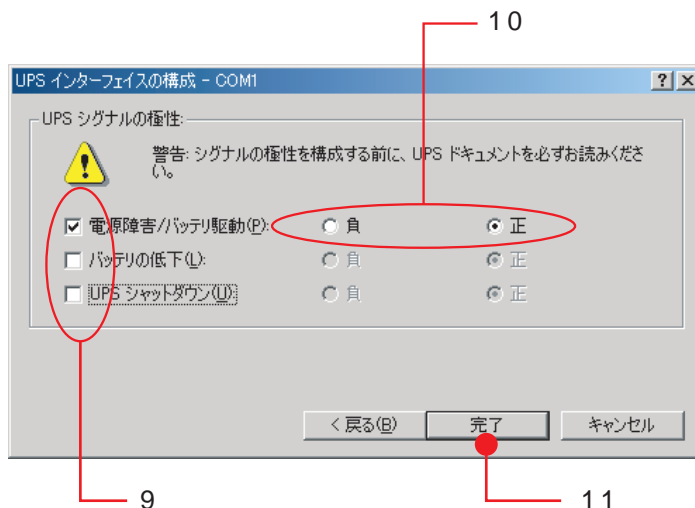 10
UPS インターフェイスの構成 - COM1
UPS シグナルの極性:
警告: シグナルの極性を構成する前に、UPS ドキュメントを必ずお読みくださ
い。
電源障害/バッテリ駆動(P): 負 正
バッテリの低下(L): 負 正
UPS シャットダウン(U): 負 正
< 戻る(B) 完了 キャンセル
9 11